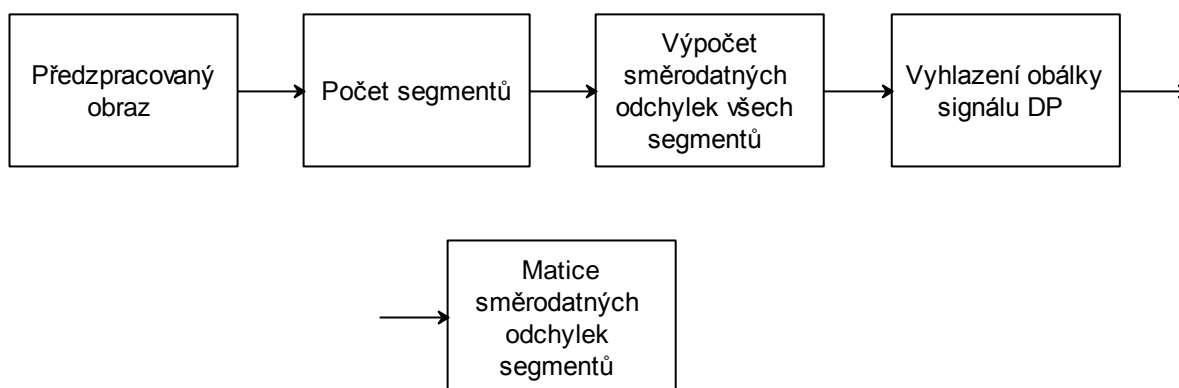 Předzpracovaný
obraz
Počet segmentů
Výpočet
směrodatných
odchylek všech
segmentů
Vyhlazení obálky
signálu DP
Matice
směrodatných
odchylek
segmentů